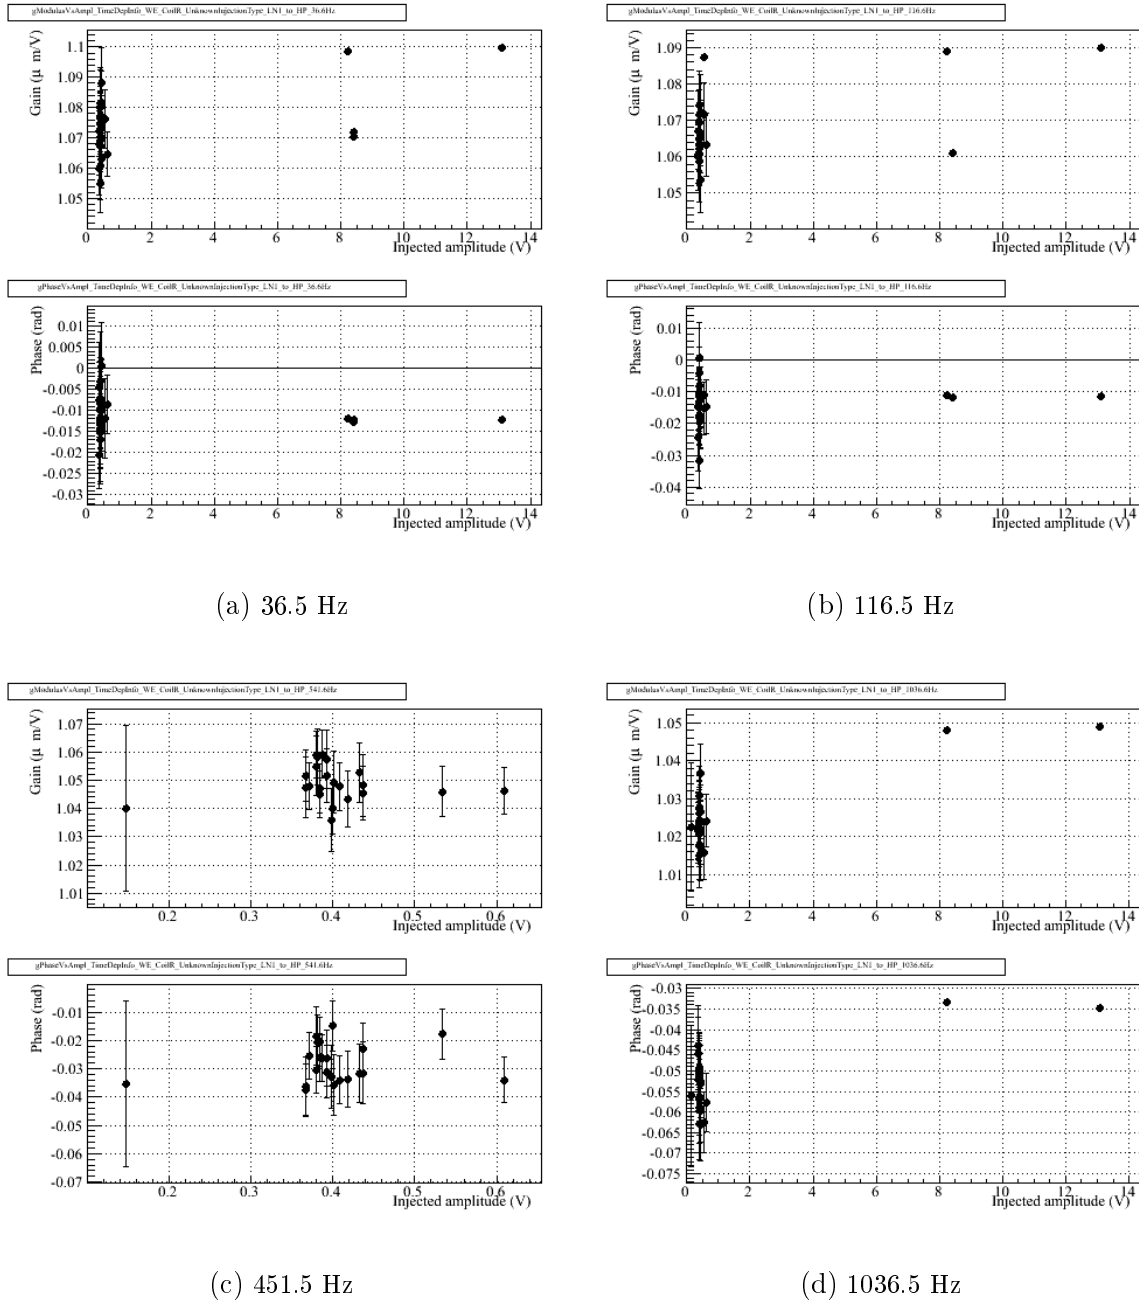 gModulusVsAmpl_TimeDepInfo_WE_CoilR_UnknownInjectionType_LN1_to_HP_36.6Hz
Gain (μ m/V)
1.1
1.09
1.08
1.07
1.06
1.05
0 2 4 6 8 10 12 14
Injected amplitude (V)
gPhaseVsAmpl_TimeDepInfo_WE_CoilR_UnknownInjectionType_LN1_to_HP_36.6Hz
Phase (rad)
0.01
0.005
0
-0.005
-0.01
-0.015
-0.02
-0.025
-0.03
0 2 4 6 8 10 12 14
Injected amplitude (V)
(a) 36.5 Hz
gModulusVsAmpl_TimeDepInfo_WE_CoilR_UnknownInjectionType_LN1_to_HP_116.6Hz
Gain (μ m/V)
1.09
1.08
1.07
1.06
1.05
0 2 4 6 8 10 12 14
Injected amplitude (V)
gPhaseVsAmpl_TimeDepInfo_WE_CoilR_UnknownInjectionType_LN1_to_HP_116.6Hz
Phase (rad)
0.01
0
-0.01
-0.02
-0.03
-0.04
0 2 4 6 8 10 12 14
Injected amplitude (V)
(b) 116.5 Hz
gModulusVsAmpl_TimeDepInfo_WE_CoilR_UnknownInjectionType_LN1_to_HP_541.6Hz
Gain (μ m/V)
1.07
1.06
1.05
1.04
1.03
1.02
1.01
0.2 0.3 0.4 0.5 0.6
Injected amplitude (V)
gPhaseVsAmpl_TimeDepInfo_WE_CoilR_UnknownInjectionType_LN1_to_HP_541.6Hz
Phase (rad)
-0.01
-0.02
-0.03
-0.04
-0.05
-0.06
-0.07
0.2 0.3 0.4 0.5 0.6
Injected amplitude (V)
(c) 451.5 Hz
gModulusVsAmpl_TimeDepInfo_WE_CoilR_UnknownInjectionType_LN1_to_HP_1036.6Hz
Gain (μ m/V)
1.05
1.04
1.03
1.02
1.01
0 2 4 6 8 10 12 14
Injected amplitude (V)
gPhaseVsAmpl_TimeDepInfo_WE_CoilR_UnknownInjectionType_LN1_to_HP_1036.6Hz
Phase (rad)
-0.03
-0.035
-0.04
-0.045
-0.05
-0.055
-0.06
-0.065
-0.07
-0.075
0 2 4 6 8 10 12 14
Injected amplitude (V)
(d) 1036.5 Hz